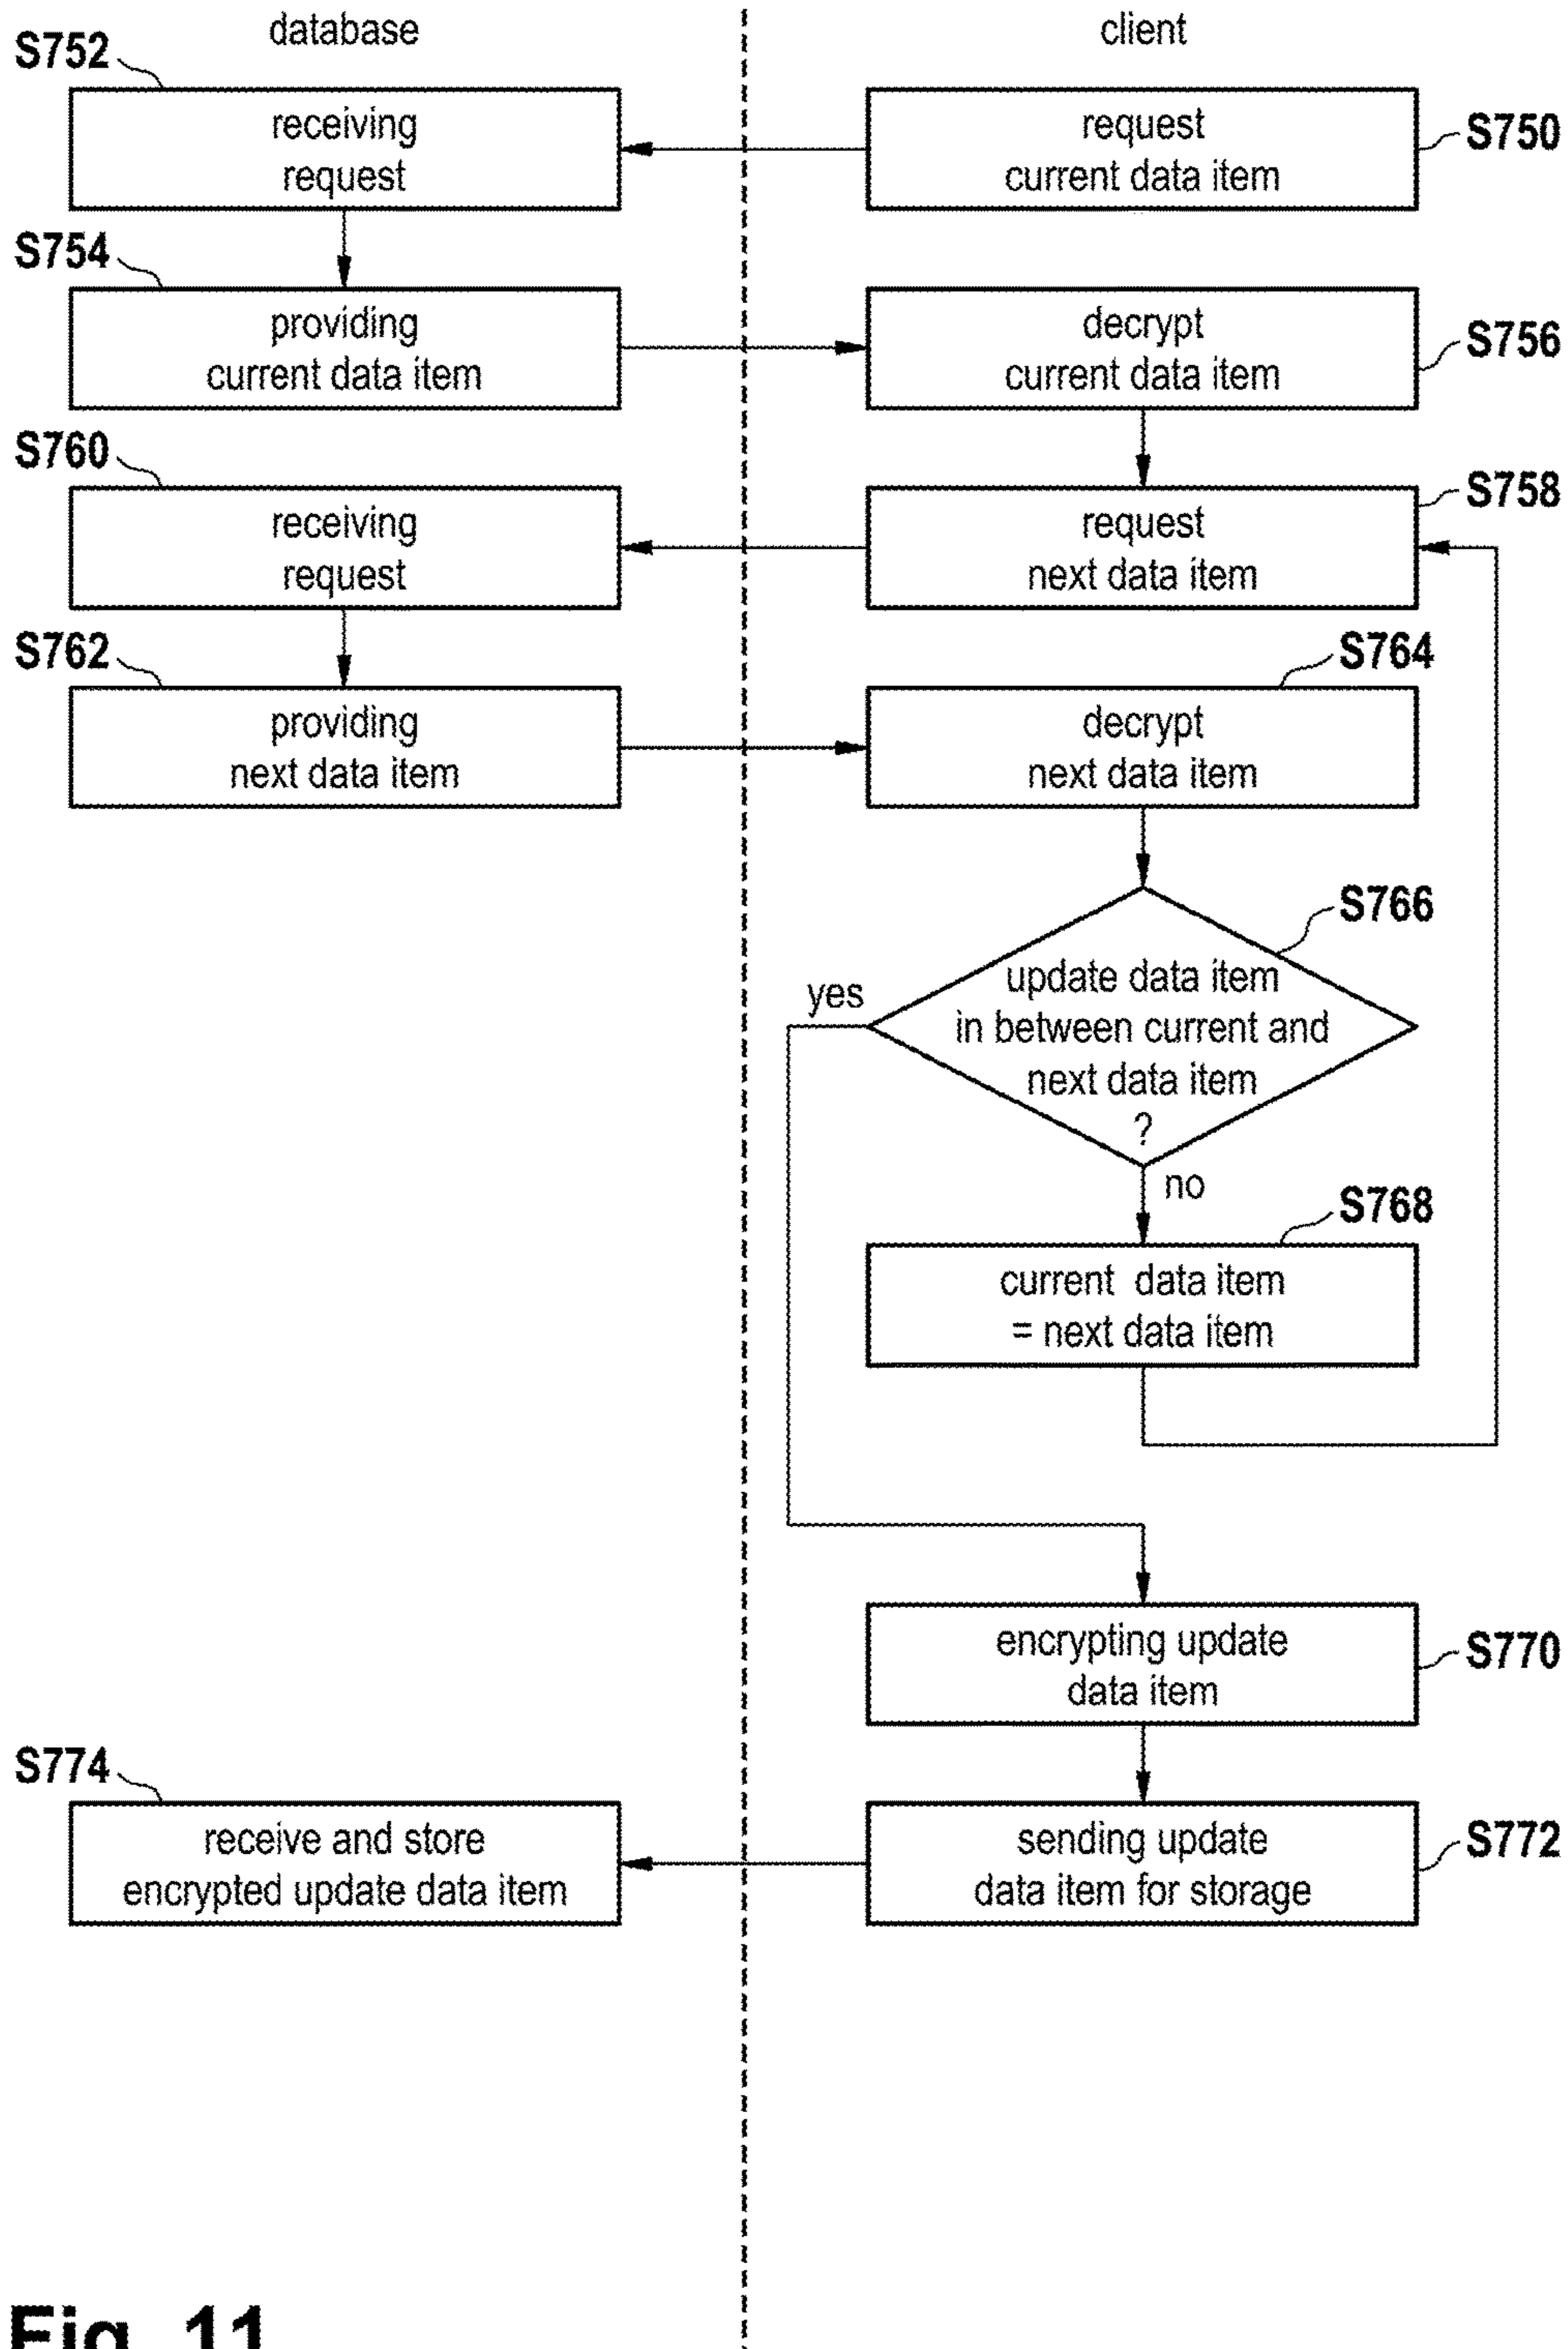 database
client
S752
receiving
request
request
current data item
S750
S754
providing
current data item
decrypt
current data item
S756
S760
receiving
request
request
next data item
S758
S762
providing
next data item
S764
decrypt
next data item
S766
yes
update data item
in between current and
next data item
?
no
S768
current data item
= next data item
encrypting update
data item
S770
S774
receive and store
encrypted update data item
sending update
data item for storage
S772
Fig. 11